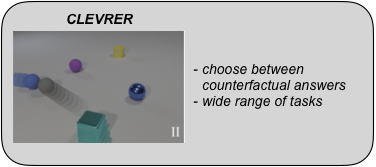 CLEVRER
- choose between
counterfactual answers
- wide range of tasks
II